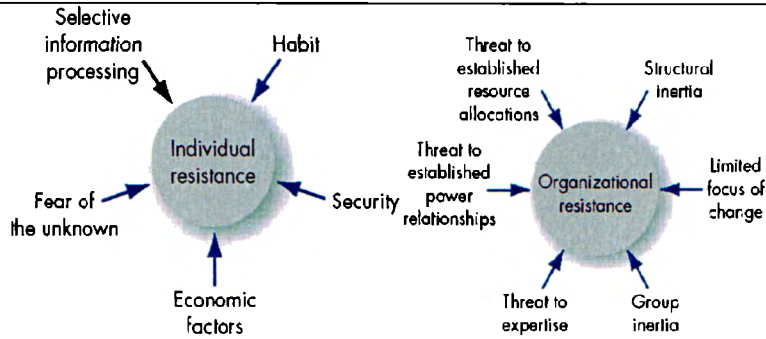 Selective
information
processing
Habit
Individual
resistance
Fear of
the unknown
Security
Economic
factors
Threat to
established
resource
allocations
Structural
inertia
Threat to
established
power
relationships
Organizational
resistance
Limited
focus of
change
Threat to
expertise
Group
inertia